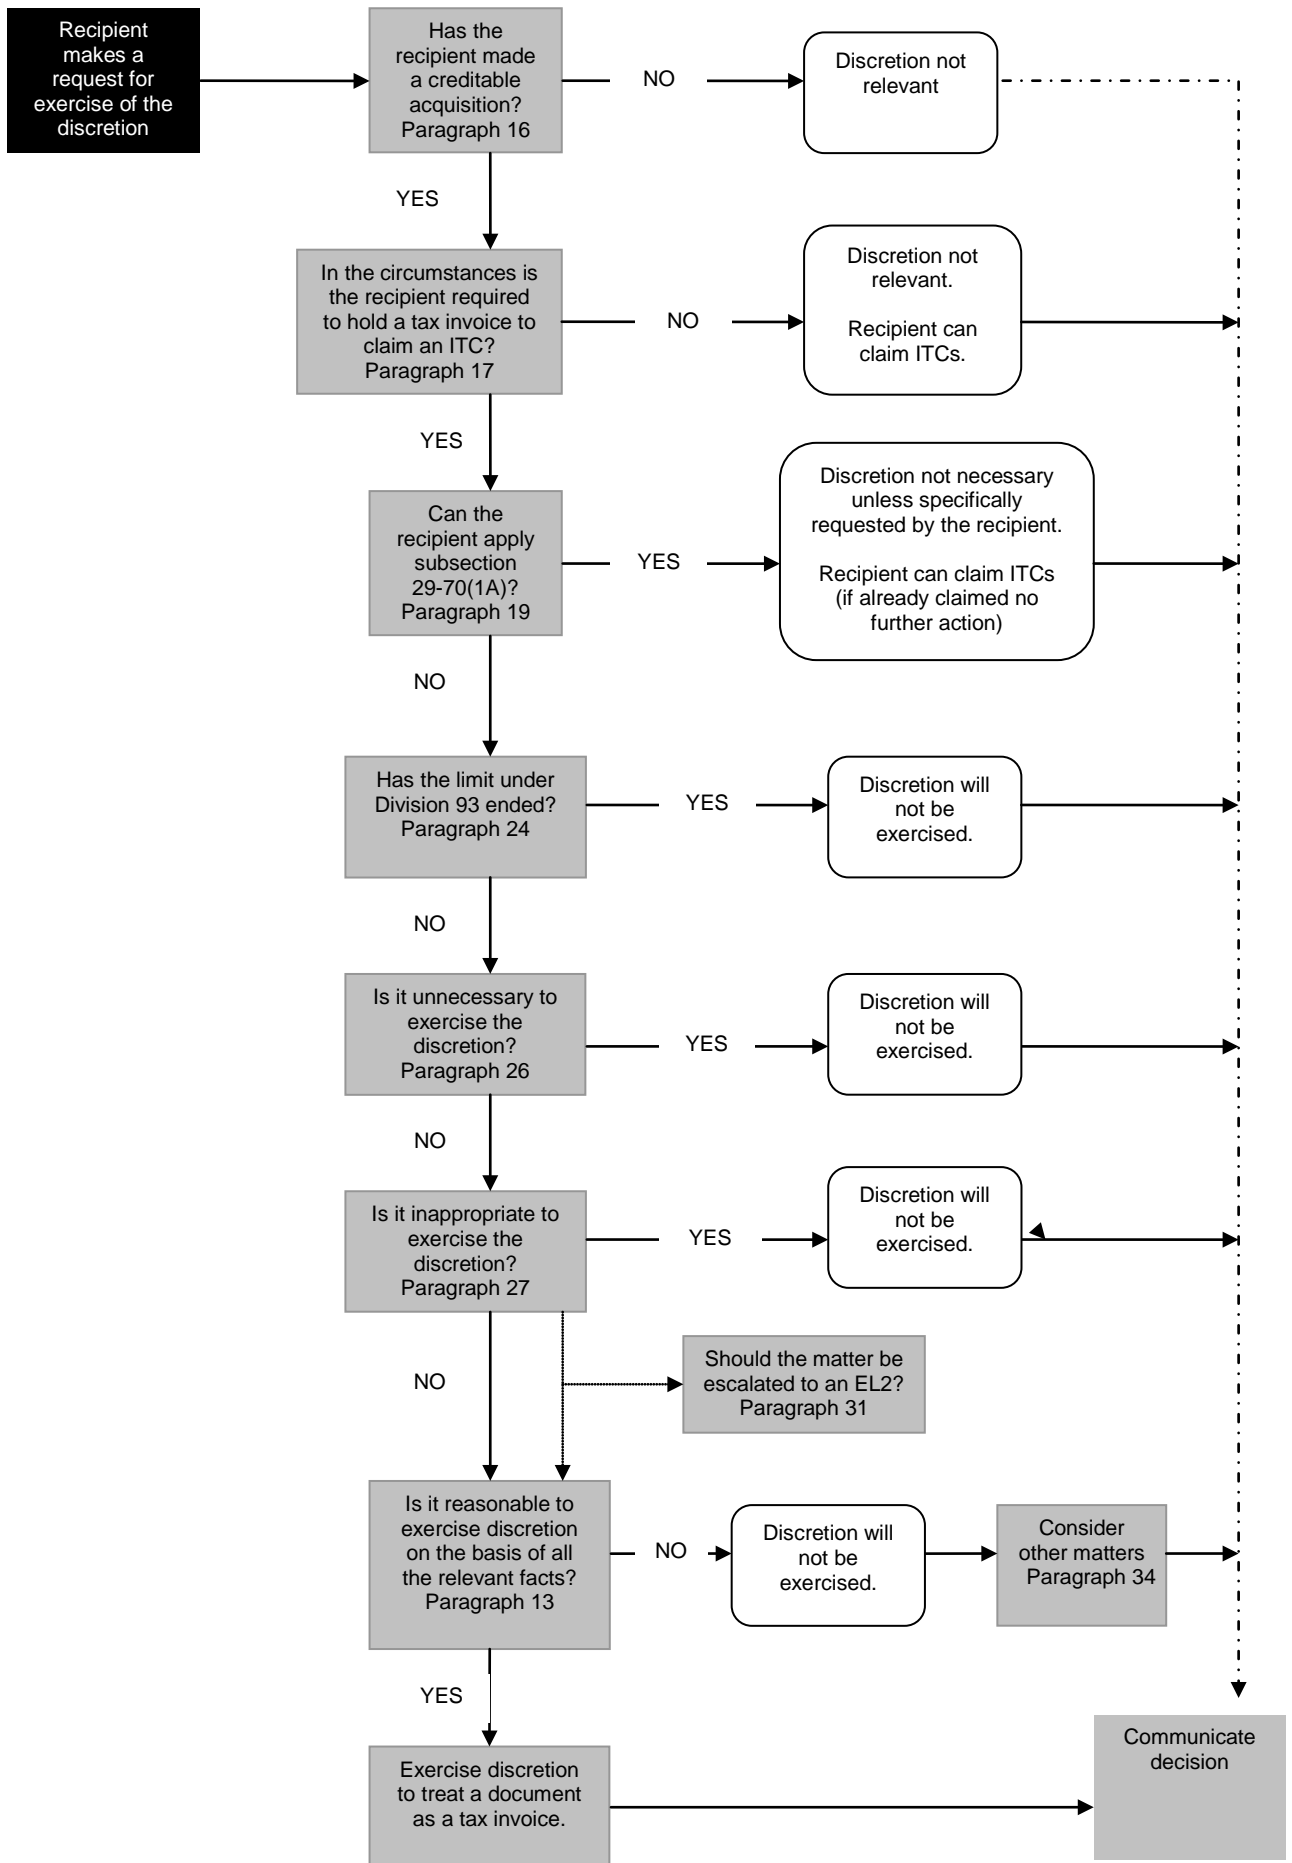 Recipient
makes a
request for
exercise of the
discretion
Has the
recipient made
a creditable
acquisition?
Paragraph 16
NO
Discretion not
relevant
YES
In the circumstances is
the recipient required
to hold a tax invoice to
claim an ITC?
Paragraph 17
NO
Discretion not
relevant.
Recipient can
claim ITCs.
YES
Can the
recipient apply
subsection
29-70(1A)?
Paragraph 19
YES
Discretion not necessary
unless specifically
requested by the recipient.
Recipient can claim ITCs
(if already claimed no
further action)
NO
Has the limit under
Division 93 ended?
Paragraph 24
YES
Discretion will
not be
exercised.
NO
Is it unnecessary to
exercise the
discretion?
Paragraph 26
YES
Discretion will
not be
exercised.
NO
Is it inappropriate to
exercise the
discretion?
Paragraph 27
YES
Discretion will
not be
exercised.
NO
Should the matter be
escalated to an EL2?
Paragraph 31
Is it reasonable to
exercise discretion
on the basis of all
the relevant facts?
Paragraph 13
NO
Discretion will
not be
exercised.
Consider
other matters
Paragraph 34
YES
Exercise discretion
to treat a document
as a tax invoice.
Communicate
decision